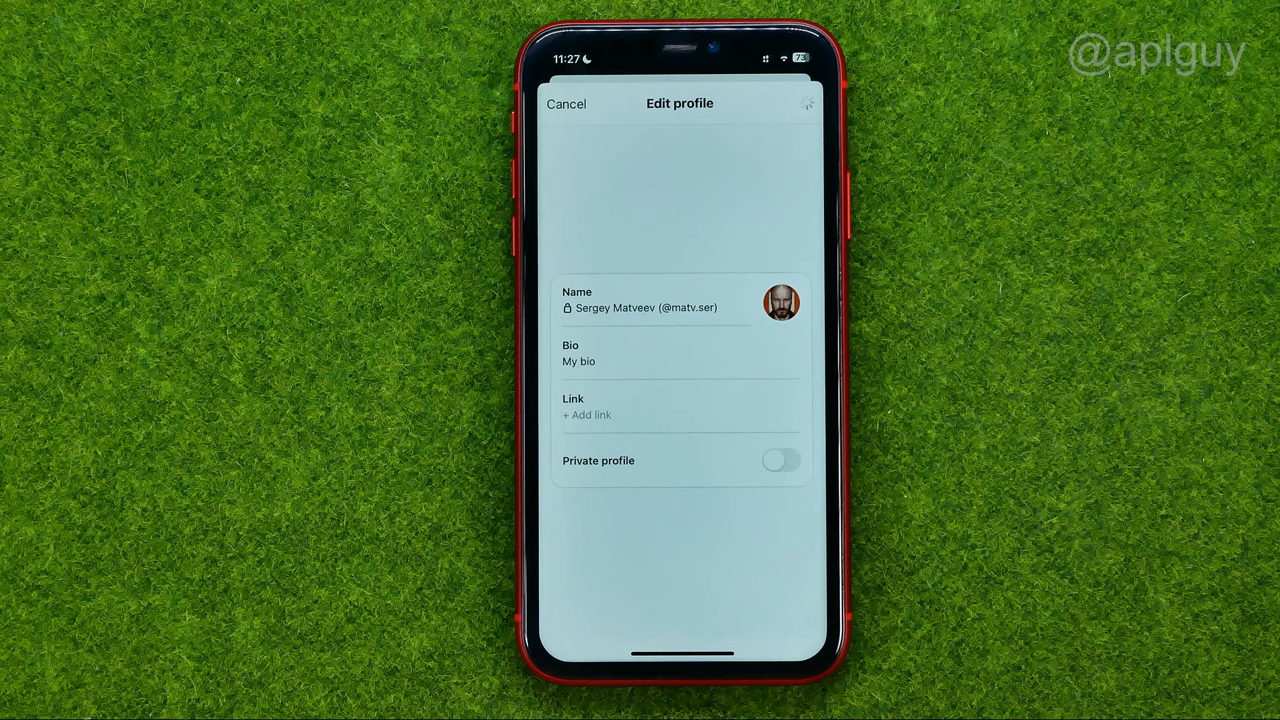 @aplguy
11:27
73
Cancel
Edit profile
Name
Sergey Matveev (@matv.ser)
Bio
My bio
Link
+ Add link
Private profile